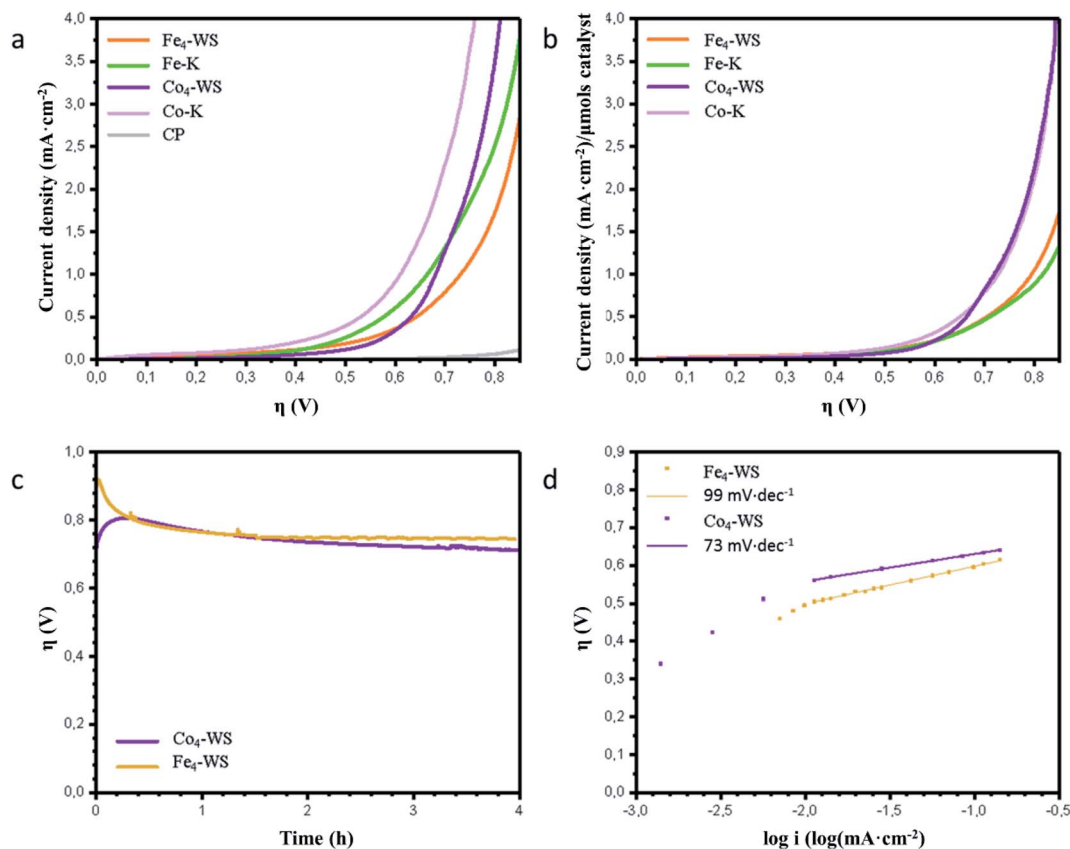 a
Current density (mA·cm⁻²)
4,0
3,5
3,0
2,5
2,0
1,5
1,0
0,5
0,0
Fe₄-WS
Fe-K
Co₄-WS
Co-K
CP
0,0 0,1 0,2 0,3 0,4 0,5 0,6 0,7 0,8
η (V)
b
Current density (mA·cm⁻²)/µmols catalyst
4,0
3,5
3,0
2,5
2,0
1,5
1,0
0,5
0,0
Fe₄-WS
Fe-K
Co₄-WS
Co-K
0,1 0,2 0,3 0,4 0,5 0,6 0,7 0,8
η (V)
c
η (V)
1,0
0,8
0,6
0,4
0,2
0,0
Co₄-WS
Fe₄-WS
0 1 2 3 4
Time (h)
d
η (V)
0,9
0,8
0,7
0,6
0,5
0,4
0,3
0,2
0,1
0,0
Fe₄-WS
99 mV·dec⁻¹
Co₄-WS
73 mV·dec⁻¹
-3,0 -2,5 -2,0 -1,5 -1,0 -0,5
log i (log(mA·cm⁻²)